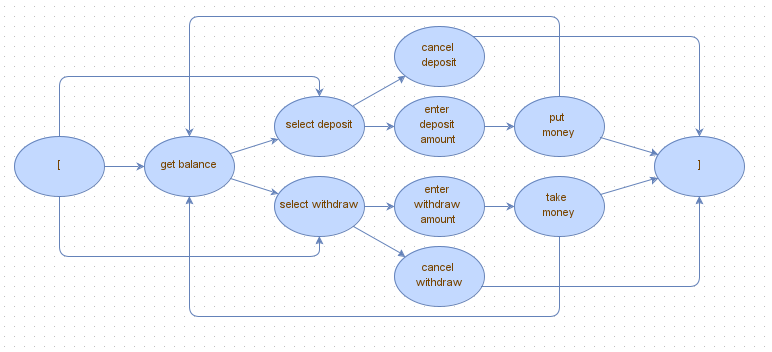 cancel
deposit
enter
deposit
amount
put
money
select deposit
[
get balance
]
select withdraw
enter
withdraw
amount
take
money
cancel
withdraw